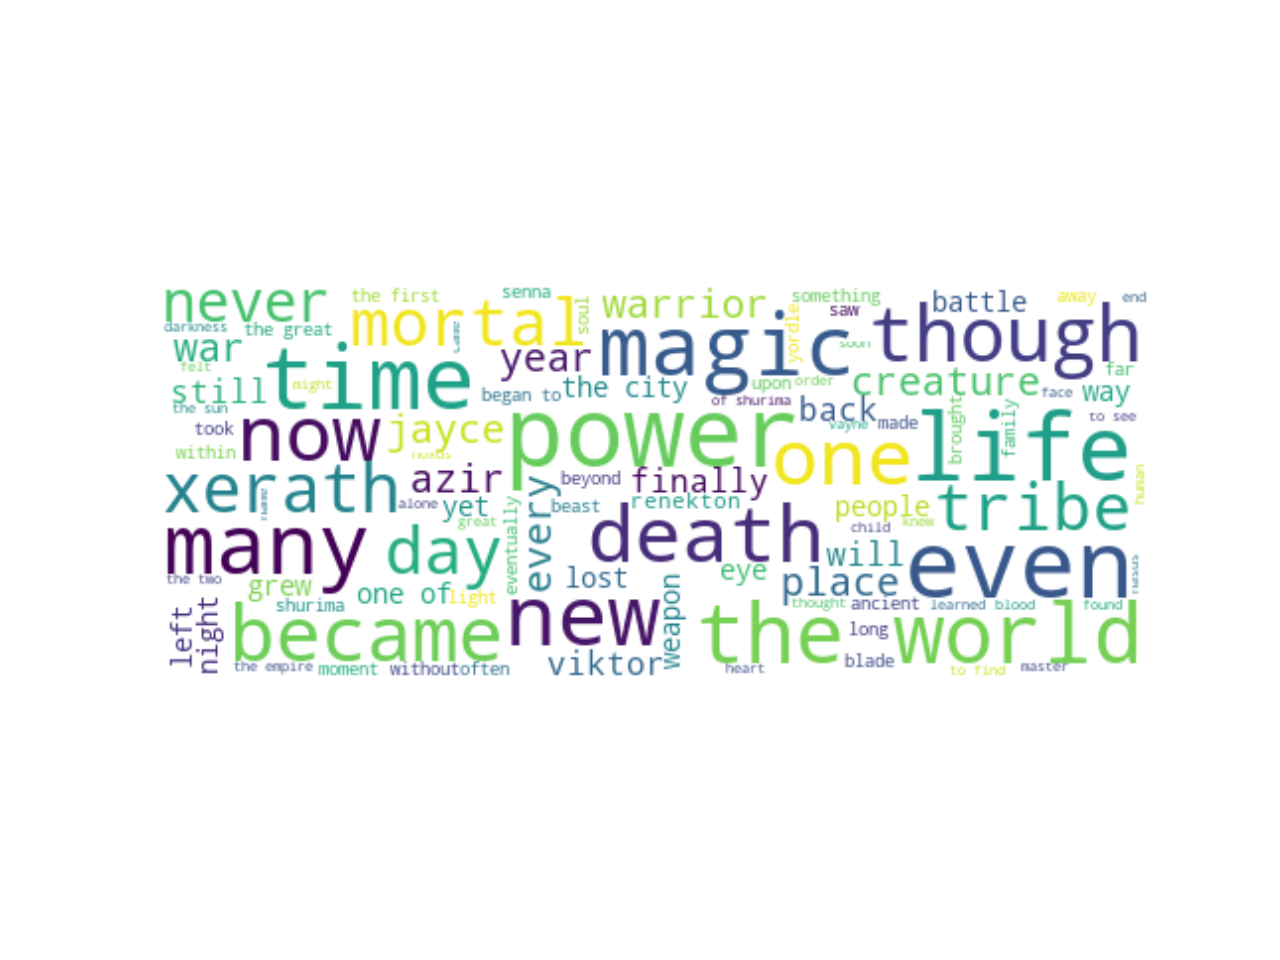 never
the first
senna
soul
warrior
something
battle
away
end
darkness
the great
mortal
magic
yordle
saw
though
war
time
year
soon
felt
might
still
began to
the city
upon
order
creature
face
far
way
the sun
of shurima
back
made
brought
family
to see
took
now
jayce
power
one
vayne
life
within
xerath
azir
beyond
finally
human
alone
yet
great
eventually
every
beast
renekton
people
knew
tribe
child
many
day
death
will
even
nasus
the two
grew
one of
light
lost
eye
place
shurima
new
weapon
thought
ancient
learned
blood
found
left
night
became
the world
long
the empire
moment
without
often
viktor
heart
blade
to find
master